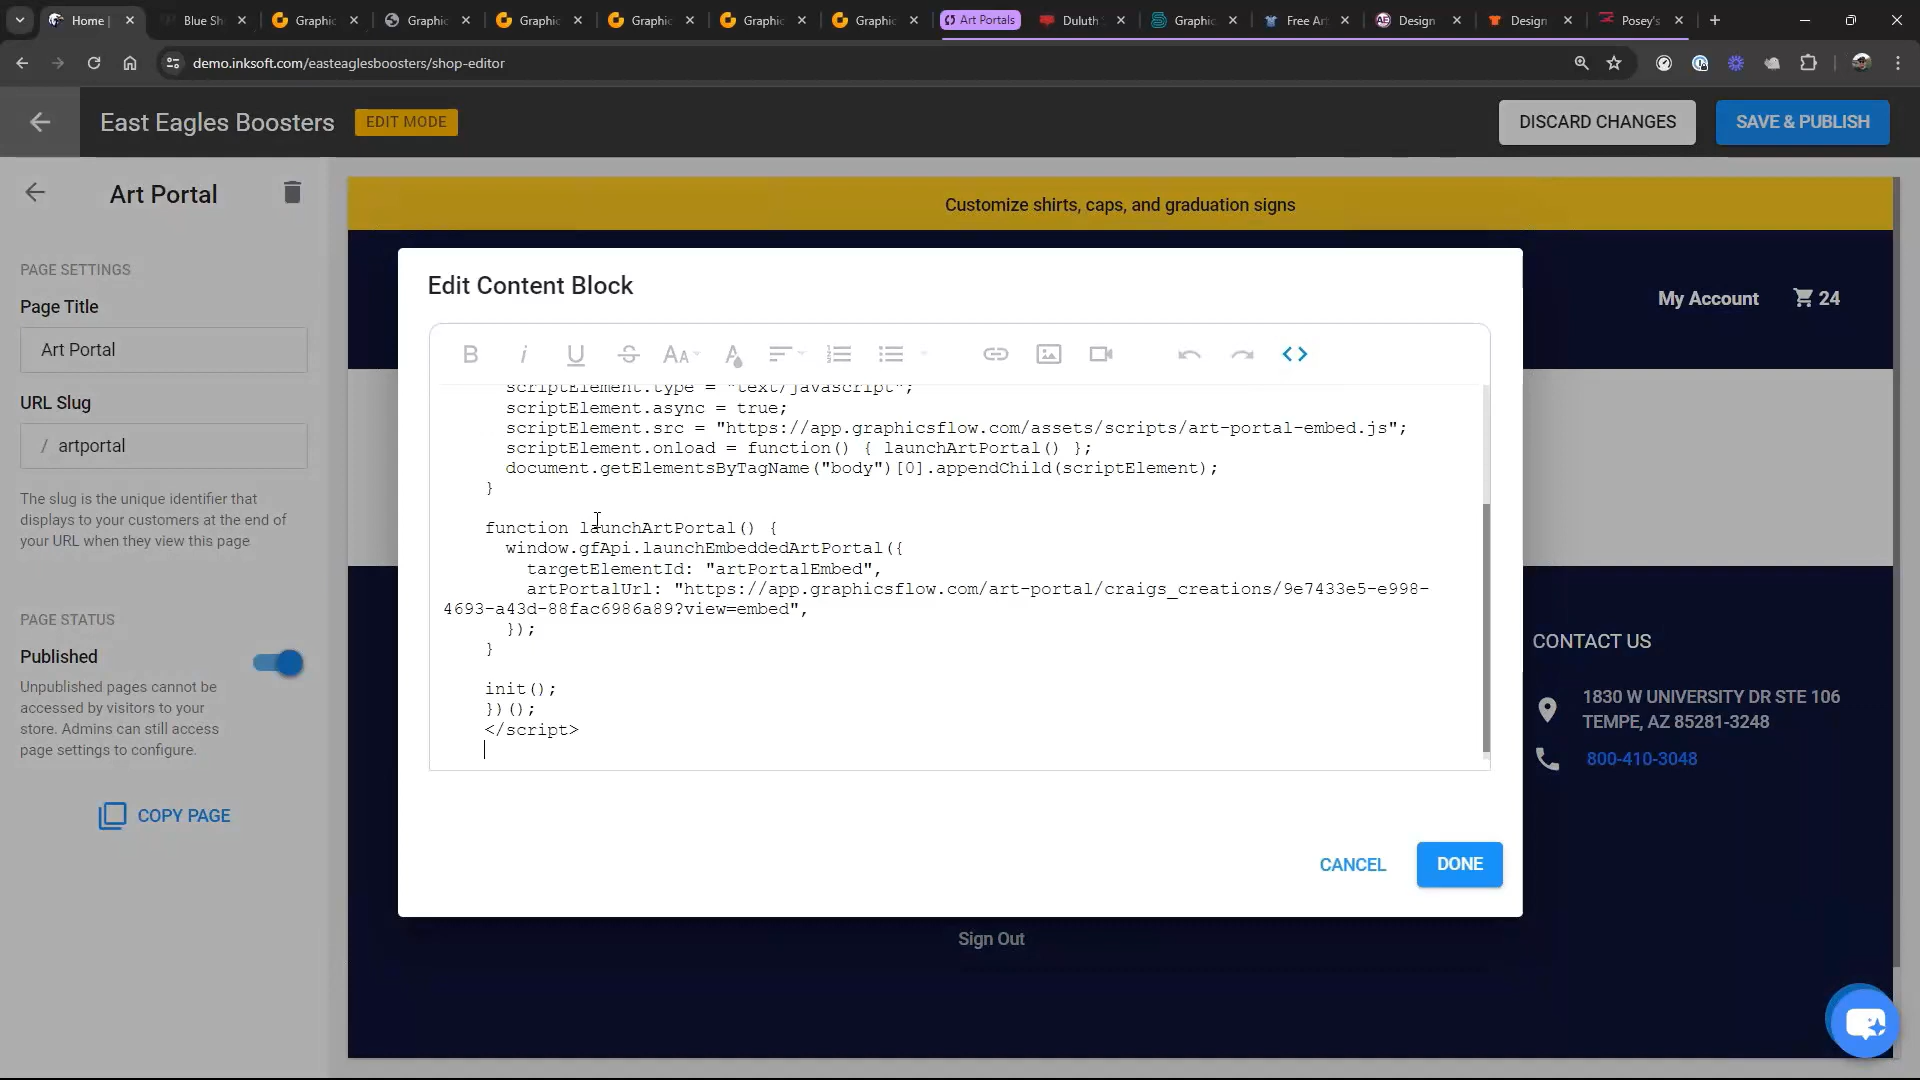 Home |
Blue Sh
Graphic
Graphic
Graphic
Graphic
Graphic
Graphic
Art Portals
Duluth
Graphic
Free Ar
Design
Design
Posey's
demo.inksoft.com/easteaglesboosters/shop-editor
East Eagles Boosters
EDIT MODE
DISCARD CHANGES
SAVE & PUBLISH
Art Portal
PAGE SETTINGS
Page Title
Art Portal
URL Slug
/ artportal
The slug is the unique identifier that
displays to your customers at the end of
your URL when they view this page
PAGE STATUS
Published
Unpublished pages cannot be
accessed by visitors to your
store. Admins can still access
page settings to configure.
COPY PAGE
Customize shirts, caps, and graduation signs
My Account
24
Edit Content Block
scriptElement.type = "text/javascript";
scriptElement.async = true;
scriptElement.src = "https://app.graphicsflow.com/assets/scripts/art-portal-embed.js";
scriptElement.onload = function() { launchArtPortal() };
document.getElementsByTagName("body")[0].appendChild(scriptElement);
}
function launchArtPortal() {
window.gfApi.launchEmbeddedArtPortal({
targetElementId: "artPortalEmbed",
artPortalUrl: "https://app.graphicsflow.com/art-portal/craigs_creations/9e7433e5-e998-
4693-a43d-88fac6986a89?view=embed",
});
}
init();
})();
</script>
CANCEL
DONE
CONTACT US
1830 W UNIVERSITY DR STE 106
TEMPE, AZ 85281-3248
800-410-3048
Sign Out